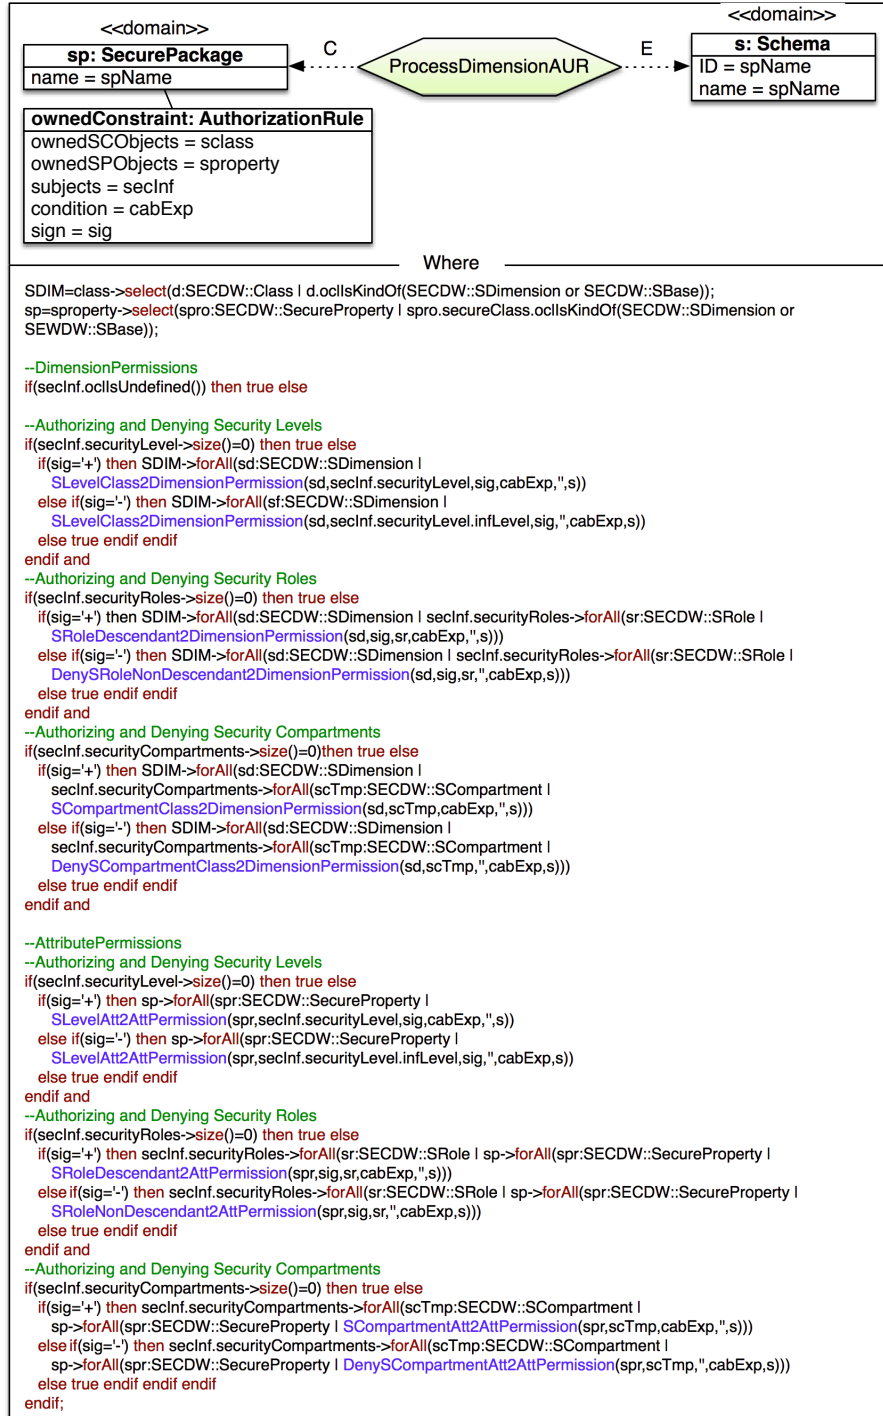 <<domain>>
<<domain>>
sp: SecurePackage
C
ProcessDimensionAUR
E
s: Schema
name = spName
ID = spName
name = spName
ownedConstraint: AuthorizationRule
ownedSCObjects = sclass
ownedSPObjects = sproperty
subjects = secInf
condition = cabExp
sign = sig
Where
SDIM=class->select(d:SECDW::Class | d.oclIsKindOf(SECDW::SDimension or SECDW::SBase));
sp=sproperty->select(spro:SECDW::SecureProperty | spro.secureClass.oclIsKindOf(SECDW::SDimension or
SEWDW::SBase));
--DimensionPermissions
if(secInf.oclIsUndefined()) then true else
--Authorizing and Denying Security Levels
if(secInf.securityLevel->size()=0) then true else
if(sig='+') then SDIM->forAll(sd:SECDW::SDimension |
SLevelClass2DimensionPermission(sd,secInf.securityLevel,sig,cabExp,'',s))
else if(sig='-') then SDIM->forAll(sf:SECDW::SDimension |
SLevelClass2DimensionPermission(sd,secInf.securityLevel.infLevel,sig,'',cabExp,s))
else true endif endif
endif and
--Authorizing and Denying Security Roles
if(secInf.securityRoles->size()=0) then true else
if(sig='+') then SDIM->forAll(sd:SECDW::SDimension | secInf.securityRoles->forAll(sr:SECDW::SRole |
SRoleDescendant2DimensionPermission(sd,sig,sr,cabExp,'',s)))
else if(sig='-') then SDIM->forAll(sd:SECDW::SDimension | secInf.securityRoles->forAll(sr:SECDW::SRole |
DenySRoleNonDescendant2DimensionPermission(sd,sig,sr,'',cabExp,s)))
else true endif endif
endif and
--Authorizing and Denying Security Compartments
if(secInf.securityCompartments->size()=0)then true else
if(sig='+') then SDIM->forAll(sd:SECDW::SDimension |
secInf.securityCompartments->forAll(scTmp:SECDW::SCompartment |
SCompartmentClass2DimensionPermission(sd,scTmp,cabExp,'',s)))
else if(sig='-') then SDIM->forAll(sd:SECDW::SDimension |
secInf.securityCompartments->forAll(scTmp:SECDW::SCompartment |
DenySCompartmentClass2DimensionPermission(sd,scTmp,'',cabExp,s)))
else true endif endif
endif and
--AttributePermissions
--Authorizing and Denying Security Levels
if(secInf.securityLevel->size()=0) then true else
if(sig='+') then sp->forAll(spr:SECDW::SecureProperty |
SLevelAtt2AttPermission(spr,secInf.securityLevel,sig,cabExp,'',s))
else if(sig='-') then sp->forAll(spr:SECDW::SecureProperty |
SLevelAtt2AttPermission(spr,secInf.securityLevel.infLevel,sig,'',cabExp,s))
else true endif endif
endif and
--Authorizing and Denying Security Roles
if(secInf.securityRoles->size()=0) then true else
if(sig='+') then secInf.securityRoles->forAll(sr:SECDW::SRole | sp->forAll(spr:SECDW::SecureProperty |
SRoleDescendant2AttPermission(spr,sig,sr,cabExp,'',s)))
else if(sig='-') then secInf.securityRoles->forAll(sr:SECDW::SRole | sp->forAll(spr:SECDW::SecureProperty |
SRoleNonDescendant2AttPermission(spr,sig,sr,'',cabExp,s)))
else true endif endif
endif and
--Authorizing and Denying Security Compartments
if(secInf.securityCompartments->size()=0) then true else
if(sig='+') then secInf.securityCompartments->forAll(scTmp:SECDW::SCompartment |
sp->forAll(spr:SECDW::SecureProperty | SCompartmentAtt2AttPermission(spr,scTmp,cabExp,'',s)))
else if(sig='-') then secInf.securityCompartments->forAll(scTmp:SECDW::SCompartment |
sp->forAll(spr:SECDW::SecureProperty | DenySCompartmentAtt2AttPermission(spr,scTmp,'',cabExp,s)))
else true endif endif endif
endif;